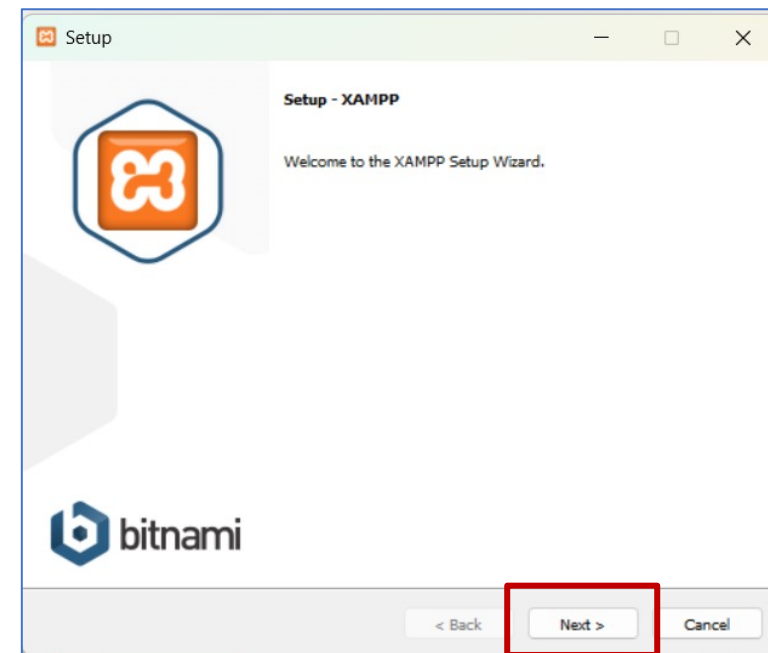 Setup
Setup - XAMPP
Welcome to the XAMPP Setup Wizard.
bitnami
< Back
Next >
Cancel